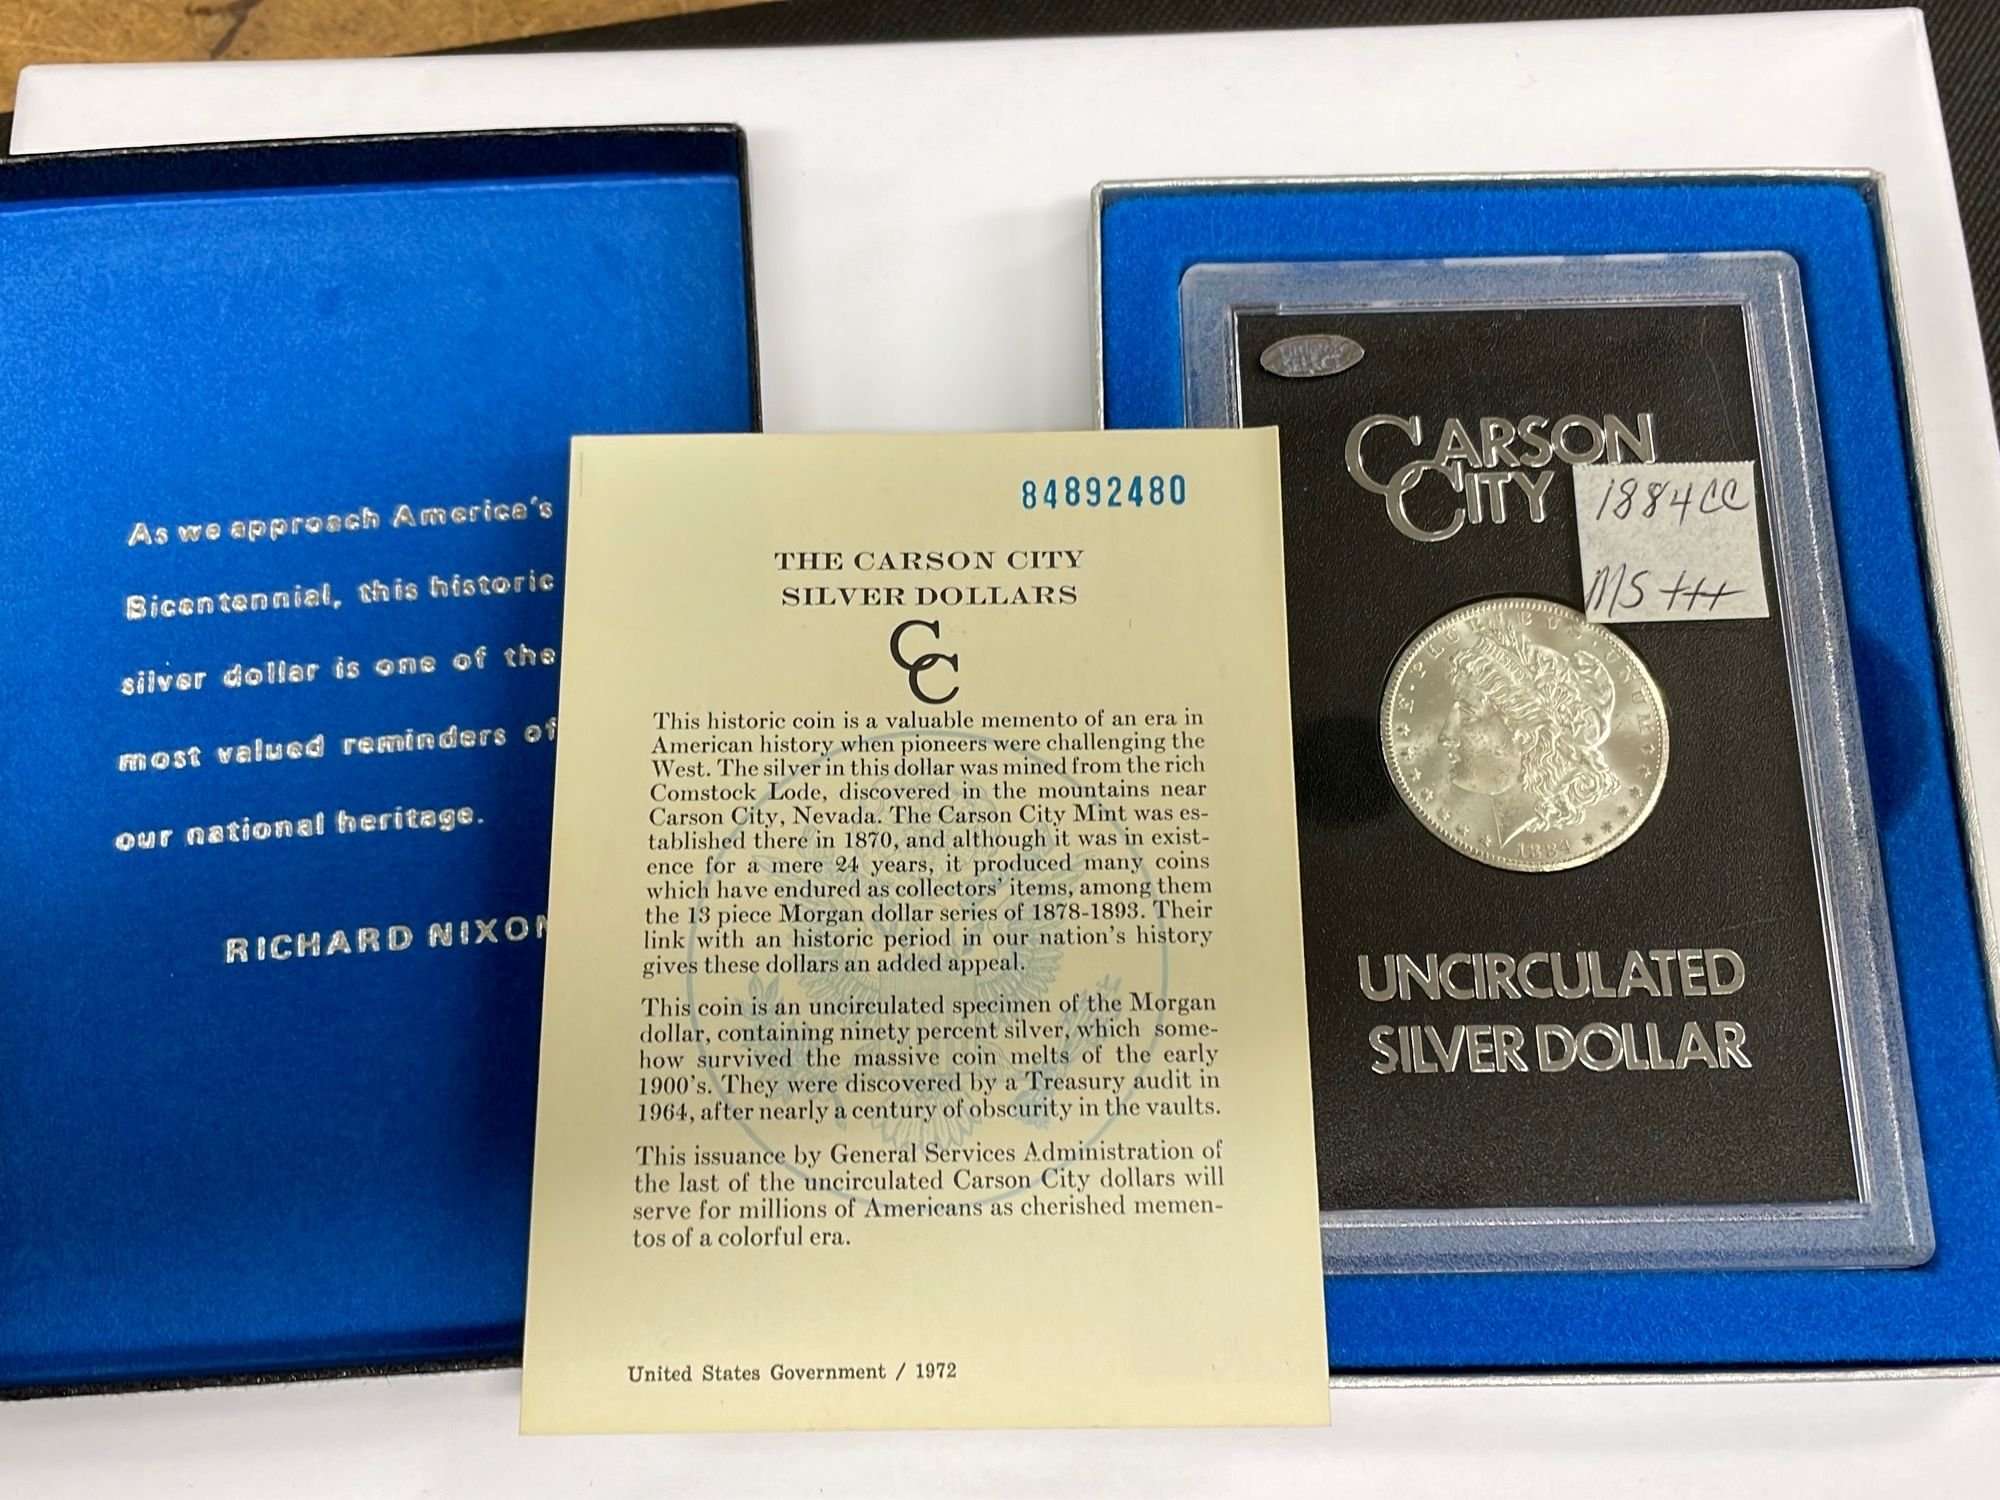 As we approach America's
Bicentennial, this historic
silver dollar is one of the
most valued reminders of
our national heritage.
RICHARD NIXON
84892480
THE CARSON CITY
SILVER DOLLARS
CC
This historic coin is a valuable memento of an era in
American history when pioneers were challenging the
West. The silver in this dollar was mined from the rich
Comstock Lode, discovered in the mountains near
Carson City, Nevada. The Carson City Mint was es-
tablished there in 1870, and although it was in exist-
ence for a mere 24 years, it produced many coins
which have endured as collectors' items, among them
the 13 piece Morgan dollar series of 1878-1893. Their
link with an historic period in our nation's history
gives these dollars an added appeal.
This coin is an uncirculated specimen of the Morgan
dollar, containing ninety percent silver, which some-
how survived the massive coin melts of the early
1900's. They were discovered by a Treasury audit in
1964, after nearly a century of obscurity in the vaults.
This issuance by General Services Administration of
the last of the uncirculated Carson City dollars will
serve for millions of Americans as cherished memen-
tos of a colorful era.
United States Government / 1972
CARSON
CITY
1884 CC
MS +++
E·PLURIBUS·UNUM
1884
UNCIRCULATED
SILVER DOLLAR